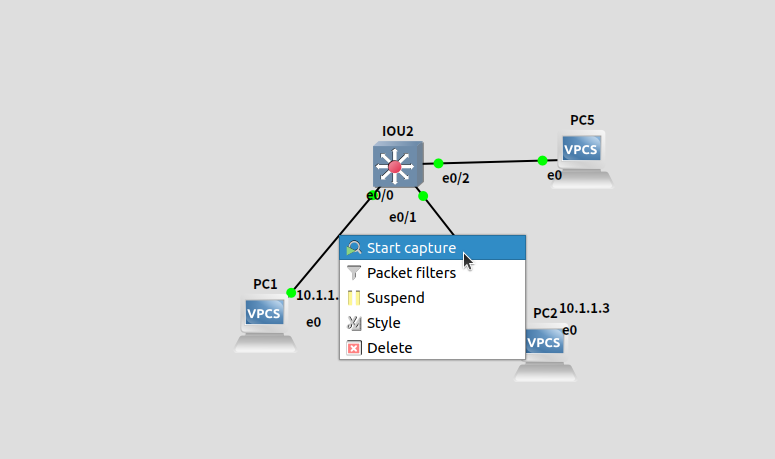 PC5
IOU2
VPCS
e0/2
e0
e0/0
e0/1
Start capture
Packet filters
Suspend
Style
Delete
PC1
10.1.1.
VPCS
e0
PC2
10.1.1.3
e0
VPCS